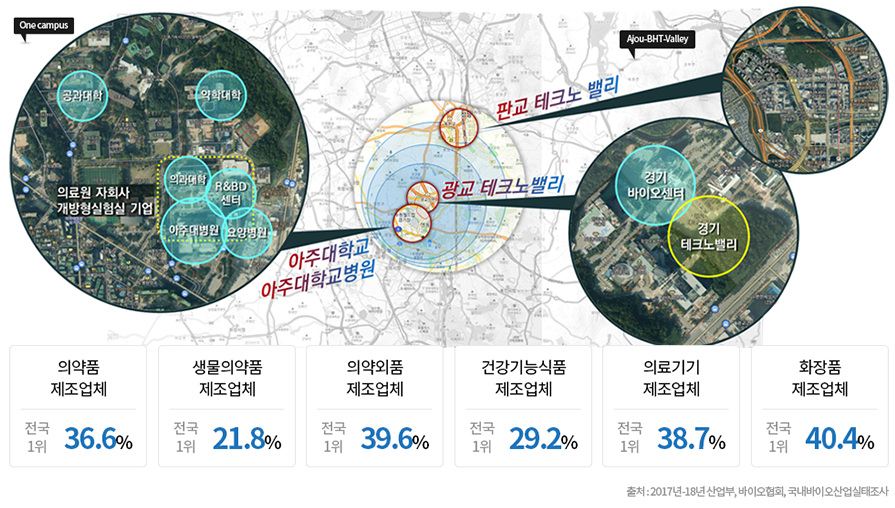 One campus
공과대학
약학대학
의과대학
R&BD
센터
의료원 자회사
개방형실험실 기업
아주대병원
요양병원
아주대학교
아주대학교병원
판교 테크노 밸리
광교 테크노밸리
Ajou-BHT-Valley
경기
바이오센터
경기
테크노밸리
의약품
제조업체
전국
1위
36.6%
생물의약품
제조업체
전국
1위
21.8%
의약외품
제조업체
전국
1위
39.6%
건강기능식품
제조업체
전국
1위
29.2%
의료기기
제조업체
전국
1위
38.7%
화장품
제조업체
전국
1위
40.4%
출처 : 2017년-18년 산업부, 바이오협회, 국내바이오산업실태조사